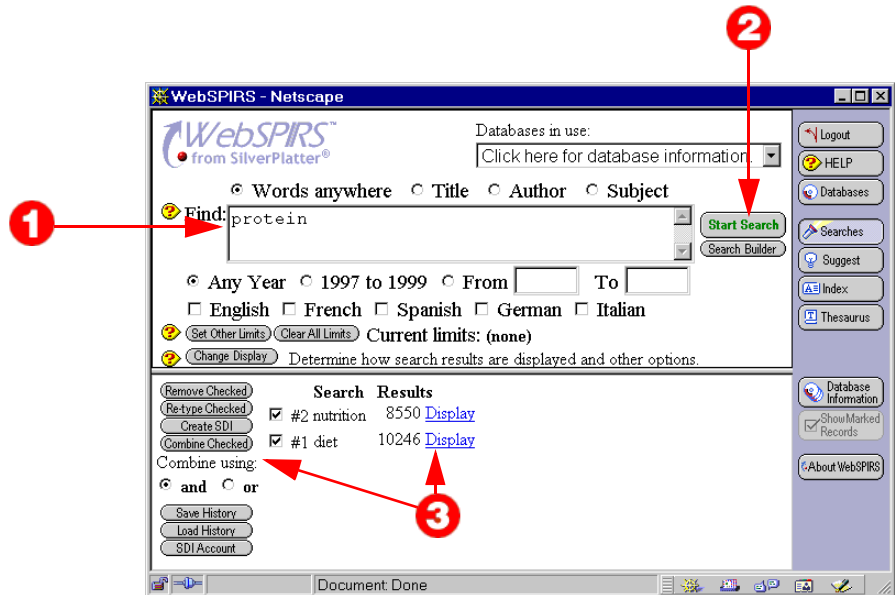 2
WebSPIRS - Netscape
WebSPIRS™
from SilverPlatter®
Databases in use:
Click here for database information.
Logout
HELP
Databases
Words anywhere Title Author Subject
1
Find: protein
Start Search
Search Builder
Searches
Suggest
Index
Thesaurus
Any Year 1997 to 1999 From To
English French Spanish German Italian
Set Other Limits Clear All Limits Current limits: (none)
Change Display Determine how search results are displayed and other options.
Remove Checked
Re-type Checked
Create SDI
Combine Checked
Search Results
#2 nutrition 8550 Display
#1 diet 10246 Display
Combine using:
and or
3
Save History
Load History
SDI Account
Database
Information
Show Marked
Records
About WebSPIRS
Document: Done